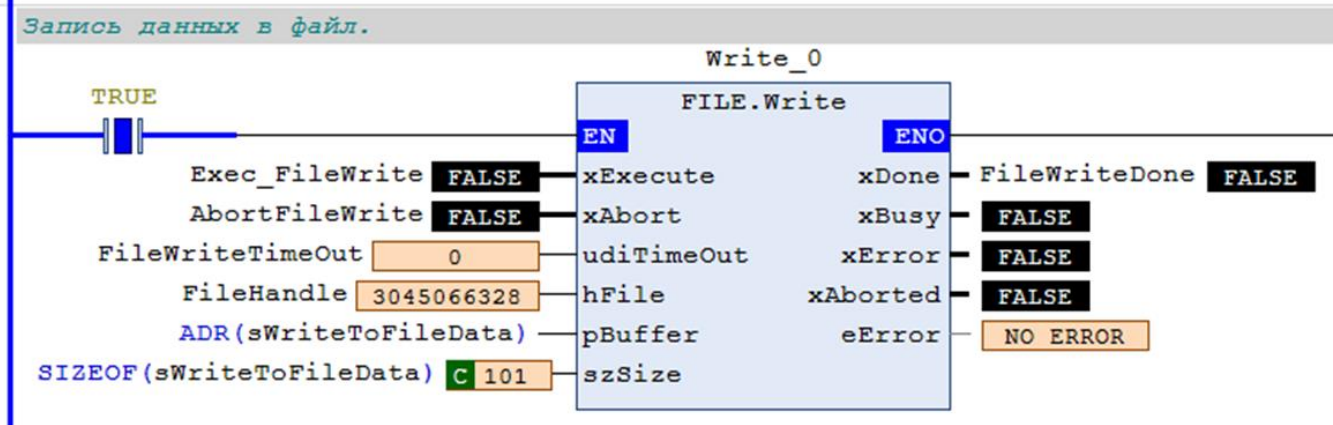 Запись данных в файл.
Write_0
TRUE
FILE.Write
EN ENO
Exec_FileWrite FALSE xExecute xDone FileWriteDone FALSE
AbortFileWrite FALSE xAbort xBusy FALSE
FileWriteTimeOut 0 udiTimeOut xError FALSE
FileHandle 3045066328 hFile xAborted FALSE
ADR(sWriteToFileData) pBuffer eError NO ERROR
SIZEOF(sWriteToFileData) C 101 szSize